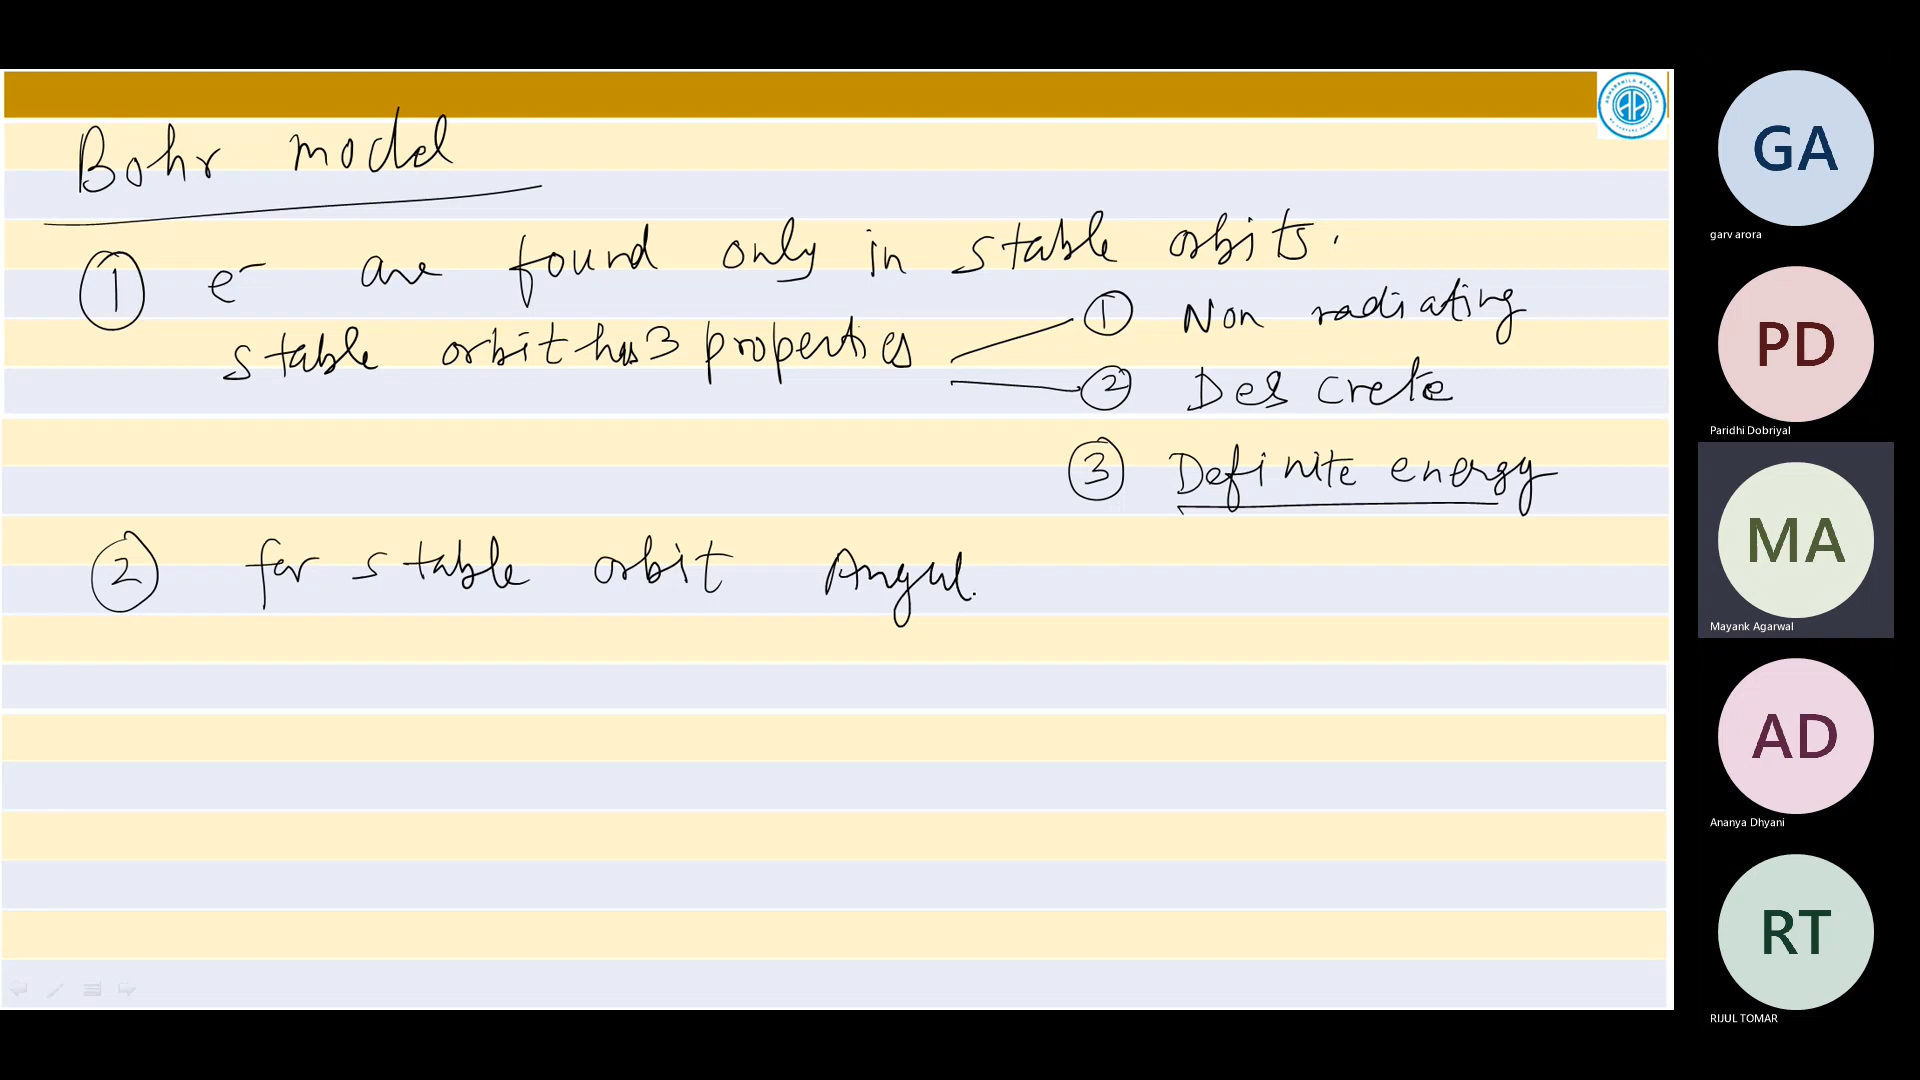 Bohr model
① e⁻ are found only in stable orbits.
stable orbit has 3 properties
① Non radiating
② Descrete
③ Definite energy
② for stable orbit Angul.
GA
garv arora
PD
Paridhi Dobriyal
MA
Mayank Agarwal
AD
Ananya Dhyani
RT
RIJUL TOMAR